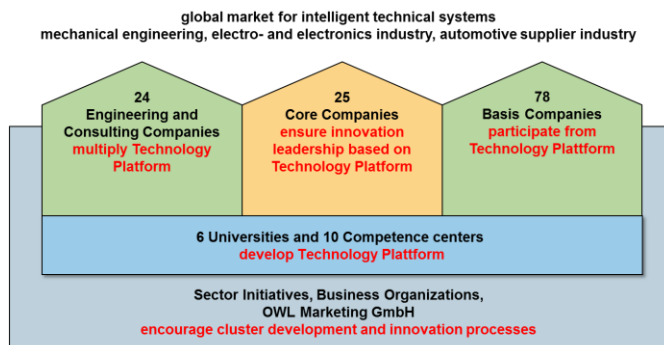 global market for intelligent technical systems
mechanical engineering, electro- and electronics industry, automotive supplier industry
24
Engineering and
Consulting Companies
multiply Technology
Platform
25
Core Companies
ensure innovation
leadership based on
Technology Platform
78
Basis Companies
participate from
Technology Plattform
6 Universities and 10 Competence centers
develop Technology Plattform
Sector Initiatives, Business Organizations,
OWL Marketing GmbH
encourage cluster development and innovation processes